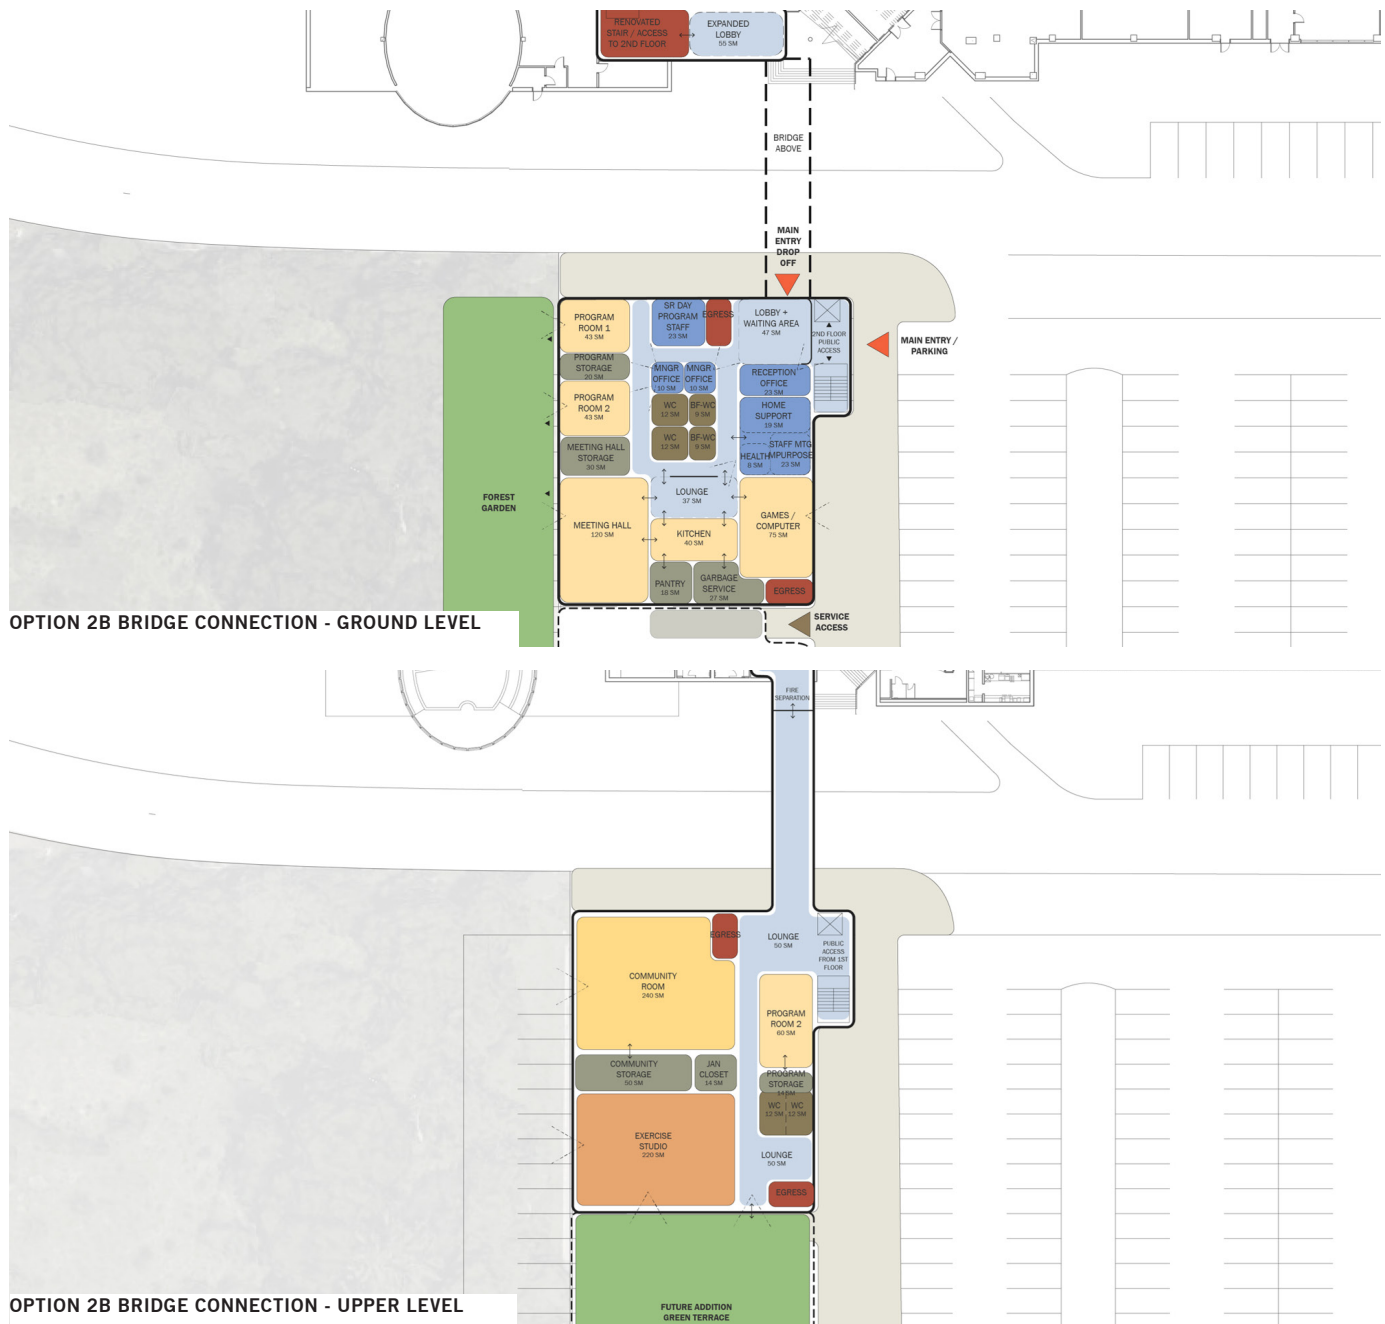 RENOVATED
STAIR / ACCESS
TO 2ND FLOOR
EXPANDED
LOBBY
55 SM
BRIDGE
ABOVE
MAIN
ENTRY
DROP
OFF
PROGRAM
ROOM 1
43 SM
SR DAY
PROGRAM
STAFF
23 SM
EGRESS
LOBBY +
WAITING AREA
47 SM
2ND FLOOR
PUBLIC
ACCESS
MAIN ENTRY /
PARKING
PROGRAM
STORAGE
20 SM
MNGR
OFFICE
10 SM
MNGR
OFFICE
10 SM
RECEPTION
OFFICE
23 SM
PROGRAM
ROOM 2
43 SM
WC
12 SM
BF-WC
9 SM
HOME
SUPPORT
19 SM
WC
12 SM
BF-WC
9 SM
MEETING HALL
STORAGE
30 SM
HEALTH
8 SM
STAFF MTG
MPURPOSE
23 SM
FOREST
GARDEN
LOUNGE
37 SM
MEETING HALL
120 SM
KITCHEN
40 SM
GAMES /
COMPUTER
75 SM
PANTRY
18 SM
GARBAGE
SERVICE
27 SM
EGRESS
SERVICE
ACCESS
OPTION 2B BRIDGE CONNECTION - GROUND LEVEL
FIRE
SEPARATION
EGRESS
LOUNGE
50 SM
PUBLIC
ACCESS
FROM 1ST
FLOOR
COMMUNITY
ROOM
240 SM
PROGRAM
ROOM 2
60 SM
COMMUNITY
STORAGE
50 SM
JAN
CLOSET
14 SM
PROGRAM
STORAGE
14 SM
WC
12 SM
WC
12 SM
EXERCISE
STUDIO
220 SM
LOUNGE
50 SM
EGRESS
FUTURE ADDITION
GREEN TERRACE
OPTION 2B BRIDGE CONNECTION - UPPER LEVEL